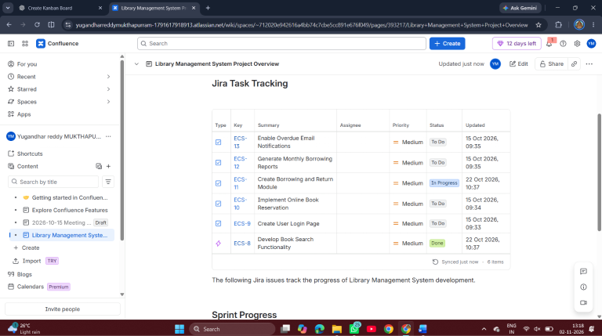 Create Kanban Board
Library Management System Pr
Ask Gemini
Confluence
Search
+ Create
12 days left
YM
For you
Recent
Starred
Spaces
Apps
Yugandhar reddy MUKTHAPU...
Shortcuts
Content
Search by title
Getting started in Confluen...
Explore Confluence Features
2026-10-15 Meeting ... Draft
Library Management Syste...
Create
Import TRY
Blogs
Calendars Premium
Invite people
Library Management System Project Overview
Updated just now
YM
Edit
Share
Jira Task Tracking
Type Key Summary Assignee Priority Status Updated
ECS-13 Enable Overdue Email Notifications Medium To Do 15 Oct 2026, 09:35
ECS-12 Generate Monthly Borrowing Reports Medium To Do 15 Oct 2026, 09:35
ECS-11 Create Borrowing and Return Module Medium In Progress 22 Oct 2026, 10:37
ECS-10 Implement Online Book Reservation Medium To Do 15 Oct 2026, 09:34
ECS-9 Create User Login Page Medium To Do 15 Oct 2026, 09:33
ECS-8 Develop Book Search Functionality Medium Done 22 Oct 2026, 10:37
Synced just now • 6 items
The following Jira issues track the progress of Library Management System development.
Sprint Progress
26°C
Light rain
Search
ENG
IN
13:18
02-11-2026